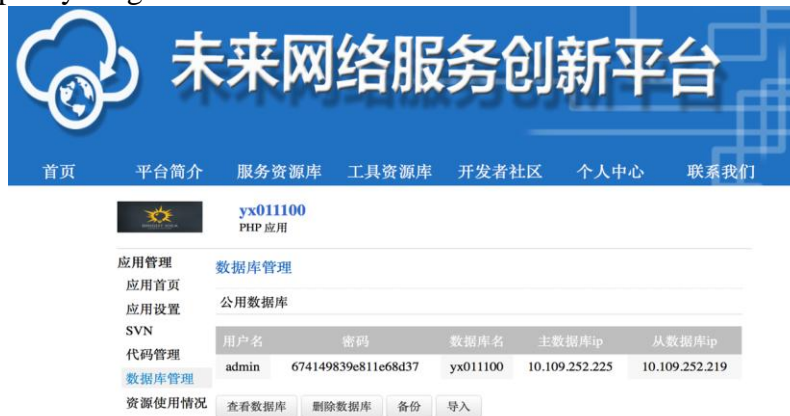 未来网络服务创新平台
首页 平台简介 服务资源库 工具资源库 开发者社区 个人中心 联系我们
yx011100
PHP 应用
应用管理
应用首页
应用设置
SVN
代码管理
数据库管理
资源使用情况
数据库管理
公用数据库
用户名 密码 数据库名 主数据库ip 从数据库ip
admin 674149839e811e68d37 yx011100 10.109.252.225 10.109.252.219
查看数据库 删除数据库 备份 导入